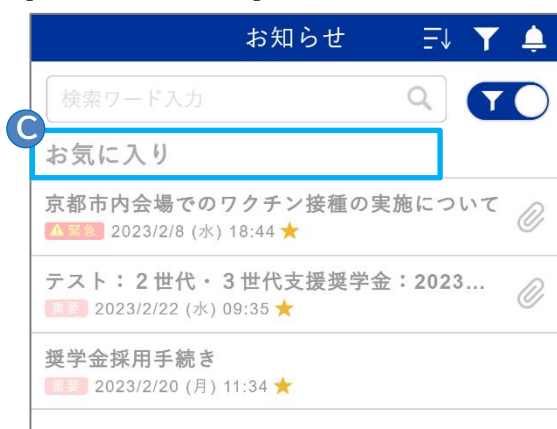 お知らせ
検索ワード入力
C
お気に入り
京都市内会場でのワクチン接種の実施について
緊急 2023/2/8 (水) 18:44
テスト：２世代・３世代支援奨学金：2023...
重要 2023/2/22 (水) 09:35
奨学金採用手続き
重要 2023/2/20 (月) 11:34